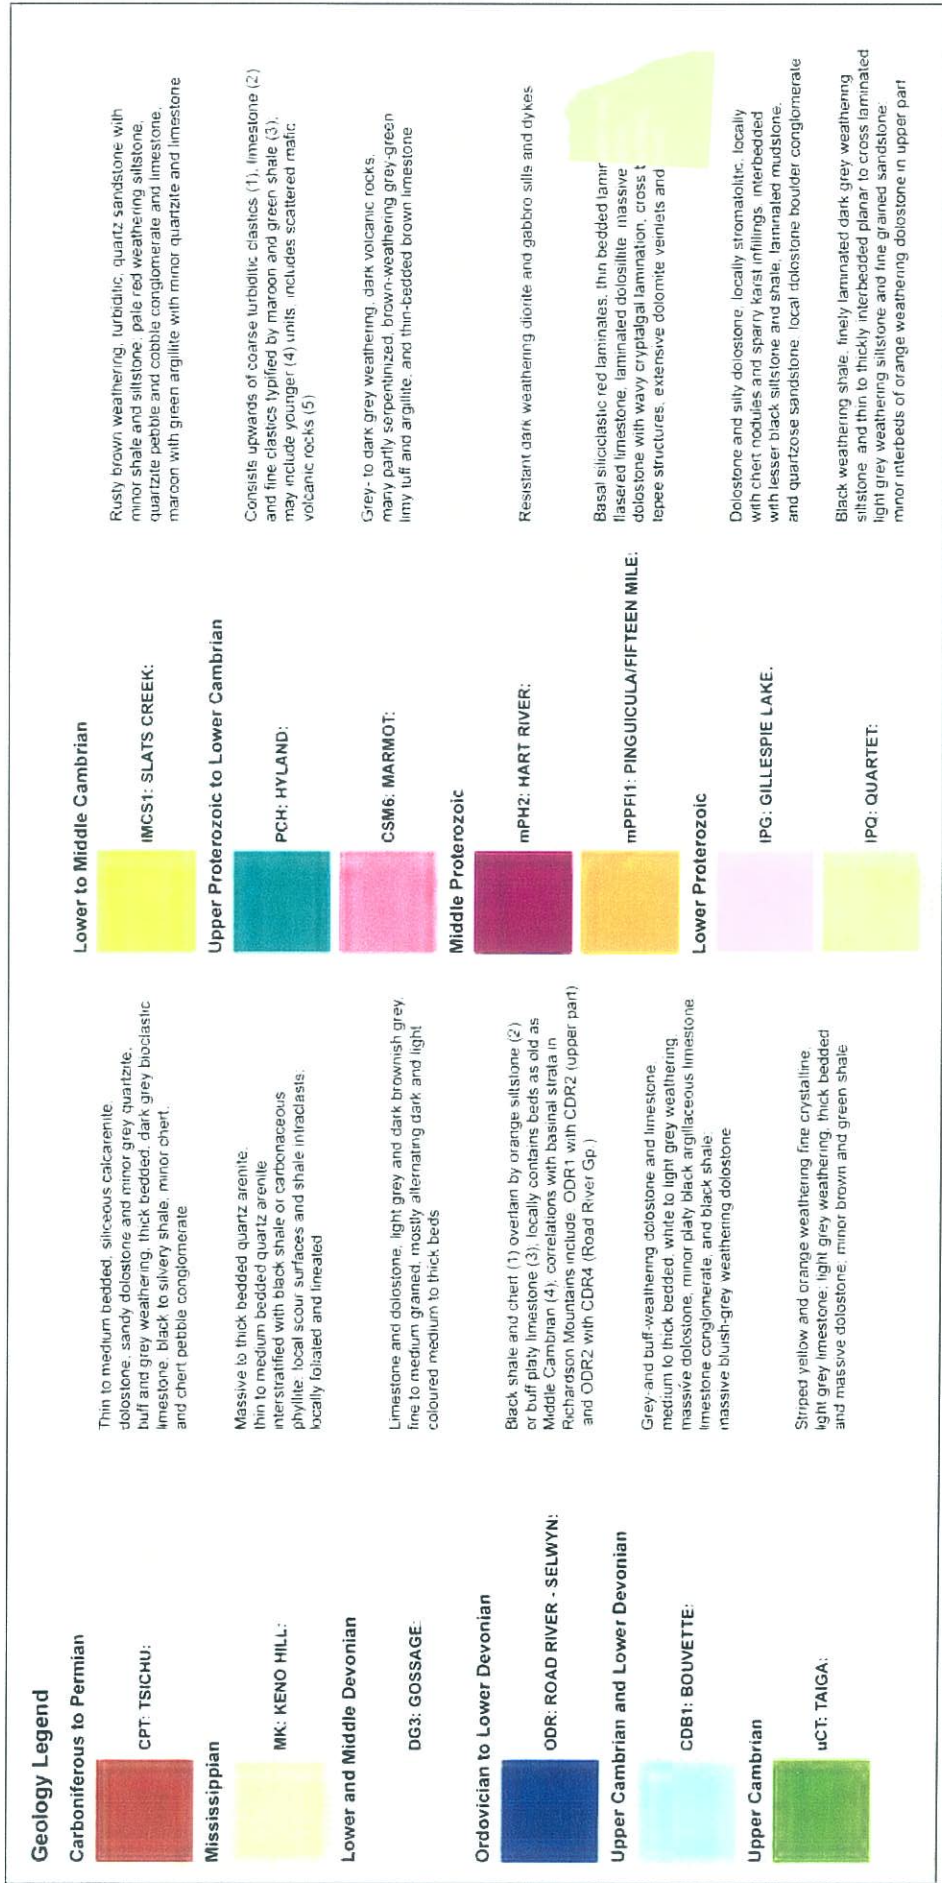 Geology Legend
Carboniferous to Permian
CPT: TSICHU:
Thin to medium bedded, siliceous calcarenite,
dolostone, sandy dolostone and minor grey quartzite,
buff and grey weathering, thick bedded, dark grey bioclastic
limestone, black to silvery shale, minor chert,
and chert pebble conglomerate
Mississippian
MK: KENO HILL:
Massive to thick bedded quartz arenite,
thin to medium bedded quartz arenite
interstratified with black shale or carbonaceous
phyllite, local scour surfaces and shale intraclasts;
locally foliated and lineated
Lower and Middle Devonian
DG3: GOSSAGE:
Limestone and dolostone, light grey and dark brownish grey,
fine to medium grained, mostly alternating dark and light
coloured medium to thick beds
Ordovician to Lower Devonian
ODR: ROAD RIVER - SELWYN:
Black shale and chert (1) overlain by orange siltstone (2)
or buff platy limestone (3); locally contains beds as old as
Middle Cambrian (4); correlations with basinal strata in
Richardson Mountains include, ODR1 with CDR2 (upper part)
and ODR2 with CDR4 (Road River Gp.)
Upper Cambrian and Lower Devonian
CDB1: BOUVETTE:
Grey-and buff-weathering dolostone and limestone,
medium to thick bedded, white to light grey weathering,
massive dolostone, minor platy black argillaceous limestone
limestone conglomerate, and black shale;
massive bluish-grey weathering dolostone
Upper Cambrian
uCT: TAIGA:
Striped yellow and orange weathering fine crystalline,
light grey limestone; light grey weathering, thick bedded
and massive dolostone; minor brown and green shale
Lower to Middle Cambrian
IMCS1: SLATS CREEK:
Rusty brown weathering, turbiditic, quartz sandstone with
minor shale and siltstone, pale red weathering siltstone,
quartzite pebble and cobble conglomerate and limestone,
maroon with green argillite with minor quartzite and limestone
Upper Proterozoic to Lower Cambrian
PCH: HYLAND:
Consists upwards of coarse turbiditic clastics (1), limestone (2)
and fine clastics typified by maroon and green shale (3),
may include younger (4) units, includes scattered mafic
volcanic rocks (5)
CSM6: MARMOT:
Grey- to dark grey weathering, dark volcanic rocks,
many partly serpentinized, brown-weathering grey-green
limy tuff and argillite, and thin-bedded brown limestone
Middle Proterozoic
mPH2: HART RIVER:
Resistant dark weathering diorite and gabbro sills and dykes
mPPFI1: PINGUICULA/FIFTEEN MILE:
Basal siliciclastic red laminates, thin bedded lamir
flasered limestone, laminated dolosiltite massive
dolostone with wavy cryptalgal lamination, cross t
tepee structures, extensive dolomite veinlets and
Lower Proterozoic
IPG: GILLESPIE LAKE.
Dolostone and silty dolostone, locally stromatolitic, locally
with chert nodules and sparry karst infillings, interbedded
with lesser black siltstone and shale, laminated mudstone,
and quartzose sandstone, local dolostone boulder conglomerate
IPQ: QUARTET:
Black weathering shale, finely laminated dark grey weathering
siltstone, and thin to thickly interbedded planar to cross laminated
light grey weathering siltstone and fine grained sandstone;
minor interbeds of orange weathering dolostone in upper part